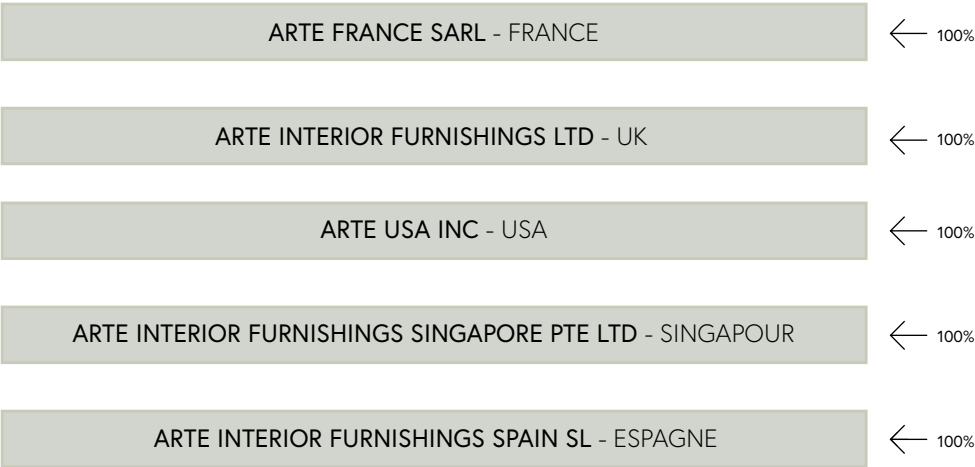 ARTE FRANCE SARL - FRANCE 100%
ARTE INTERIOR FURNISHINGS LTD - UK 100%
ARTE USA INC - USA 100%
ARTE INTERIOR FURNISHINGS SINGAPORE PTE LTD - SINGAPOUR 100%
ARTE INTERIOR FURNISHINGS SPAIN SL - ESPAGNE 100%